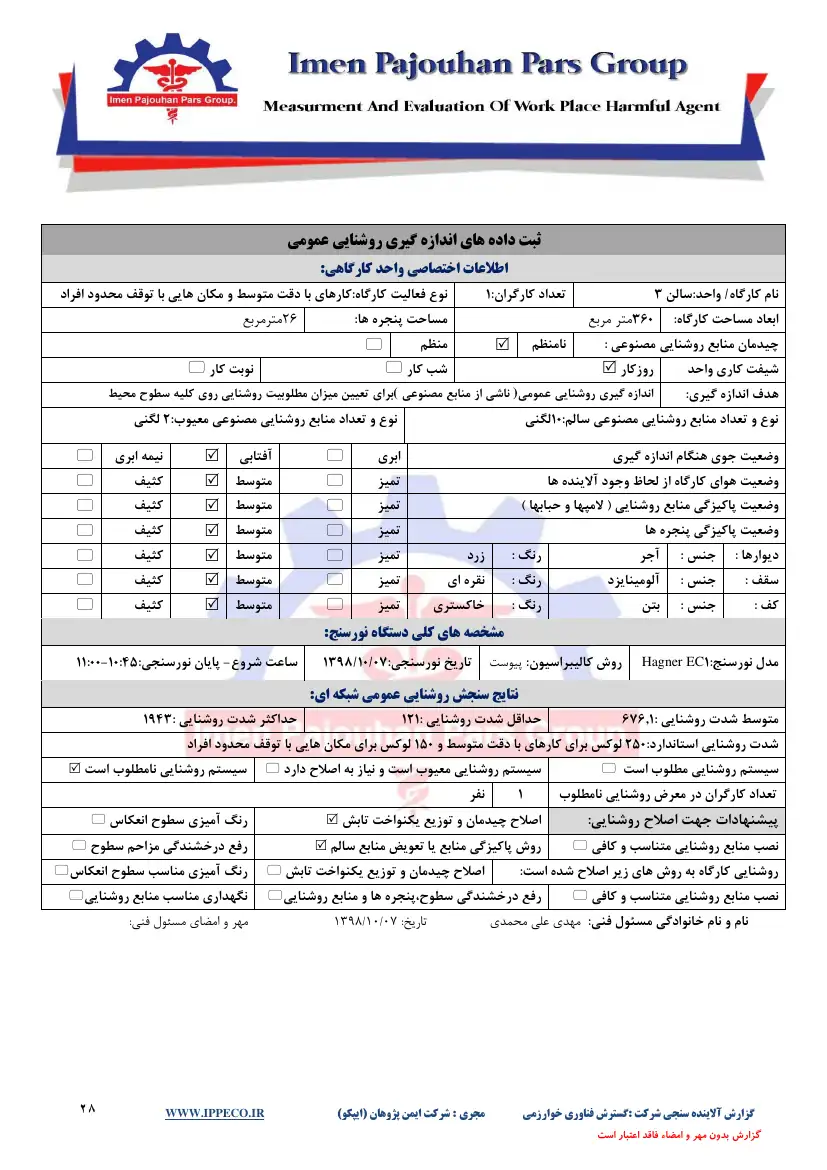 Imen Pajouhan Pars Group
Imen Pajouhan Pars Group.
Measurment And Evaluation Of Work Place Harmful Agent
ثبت داده های اندازه گیری روشنایی عمومی
اطلاعات اختصاصی واحد کارگاهی:
نام کارگاه/ واحد:سالن ۳ تعداد کارگران:۱ نوع فعالیت کارگاه:کارهای با دقت متوسط و مکان هایی با توقف محدود افراد
ابعاد مساحت کارگاه: ۳۶۰متر مربع مساحت پنجره ها: ۲۶مترمربع
چیدمان منابع روشنایی مصنوعی : نامنظم ☑ منظم ☐
شیفت کاری واحد روزکار ☑ شب کار ☐ نوبت کار ☐
هدف اندازه گیری: اندازه گیری روشنایی عمومی( ناشی از منابع مصنوعی )برای تعیین میزان مطلوبیت روشنایی روی کلیه سطوح محیط
نوع و تعداد منابع روشنایی مصنوعی سالم:۱۰لگنی نوع و تعداد منابع روشنایی مصنوعی معیوب:۲ لگنی
وضعیت جوی هنگام اندازه گیری ابری ☐ آفتابی ☑ نیمه ابری ☐
وضعیت هوای کارگاه از لحاظ وجود آلاینده ها تمیز ☐ متوسط ☑ کثیف ☐
وضعیت پاکیزگی منابع روشنایی ( لامپها و حبابها ) تمیز ☐ متوسط ☑ کثیف ☐
وضعیت پاکیزگی پنجره ها تمیز ☐ متوسط ☑ کثیف ☐
دیوارها : جنس : آجر رنگ : زرد تمیز ☐ متوسط ☑ کثیف ☐
سقف : جنس : آلومینایزد رنگ : نقره ای تمیز ☐ متوسط ☑ کثیف ☐
کف : جنس : بتن رنگ : خاکستری تمیز ☐ متوسط ☑ کثیف ☐
مشخصه های کلی دستگاه نورسنج:
مدل نورسنج:Hagner EC1 روش کالیبراسیون: پیوست تاریخ نورسنجی:۱۳۹۸/۱۰/۰۷ ساعت شروع - پایان نورسنجی:۱۰:۴۵-۱۱:۰۰
نتایج سنجش روشنایی عمومی شبکه ای:
متوسط شدت روشنایی :۶۷۶,۱ حداقل شدت روشنایی :۱۲۱ حداکثر شدت روشنایی :۱۹۴۳
شدت روشنایی استاندارد:۲۵۰ لوکس برای کارهای با دقت متوسط و ۱۵۰ لوکس برای مکان هایی با توقف محدود افراد
سیستم روشنایی مطلوب است ☐ سیستم روشنایی معیوب است و نیاز به اصلاح دارد ☐ سیستم روشنایی نامطلوب است ☑
تعداد کارگران در معرض روشنایی نامطلوب ۱ نفر
پیشنهادات جهت اصلاح روشنایی: اصلاح چیدمان و توزیع یکنواخت تابش ☑ رنگ آمیزی سطوح انعکاس ☐
نصب منابع روشنایی متناسب و کافی ☐ روش پاکیزگی منابع یا تعویض منابع سالم ☑ رفع درخشندگی مزاحم سطوح ☐
روشنایی کارگاه به روش های زیر اصلاح شده است: اصلاح چیدمان و توزیع یکنواخت تابش ☐ رنگ آمیزی مناسب سطوح انعکاس ☐
نصب منابع روشنایی متناسب و کافی ☐ رفع درخشندگی سطوح،پنجره ها و منابع روشنایی ☐ نگهداری مناسب منابع روشنایی ☐
نام و نام خانوادگی مسئول فنی: مهدی علی محمدی تاریخ: ۱۳۹۸/۱۰/۰۷ مهر و امضای مسئول فنی:
گزارش آلاینده سنجی شرکت :گسترش فناوری خوارزمی مجری : شرکت ایمن پژوهان (ایپکو) WWW.IPPECO.IR ۲۸
گزارش بدون مهر و امضاء فاقد اعتبار است